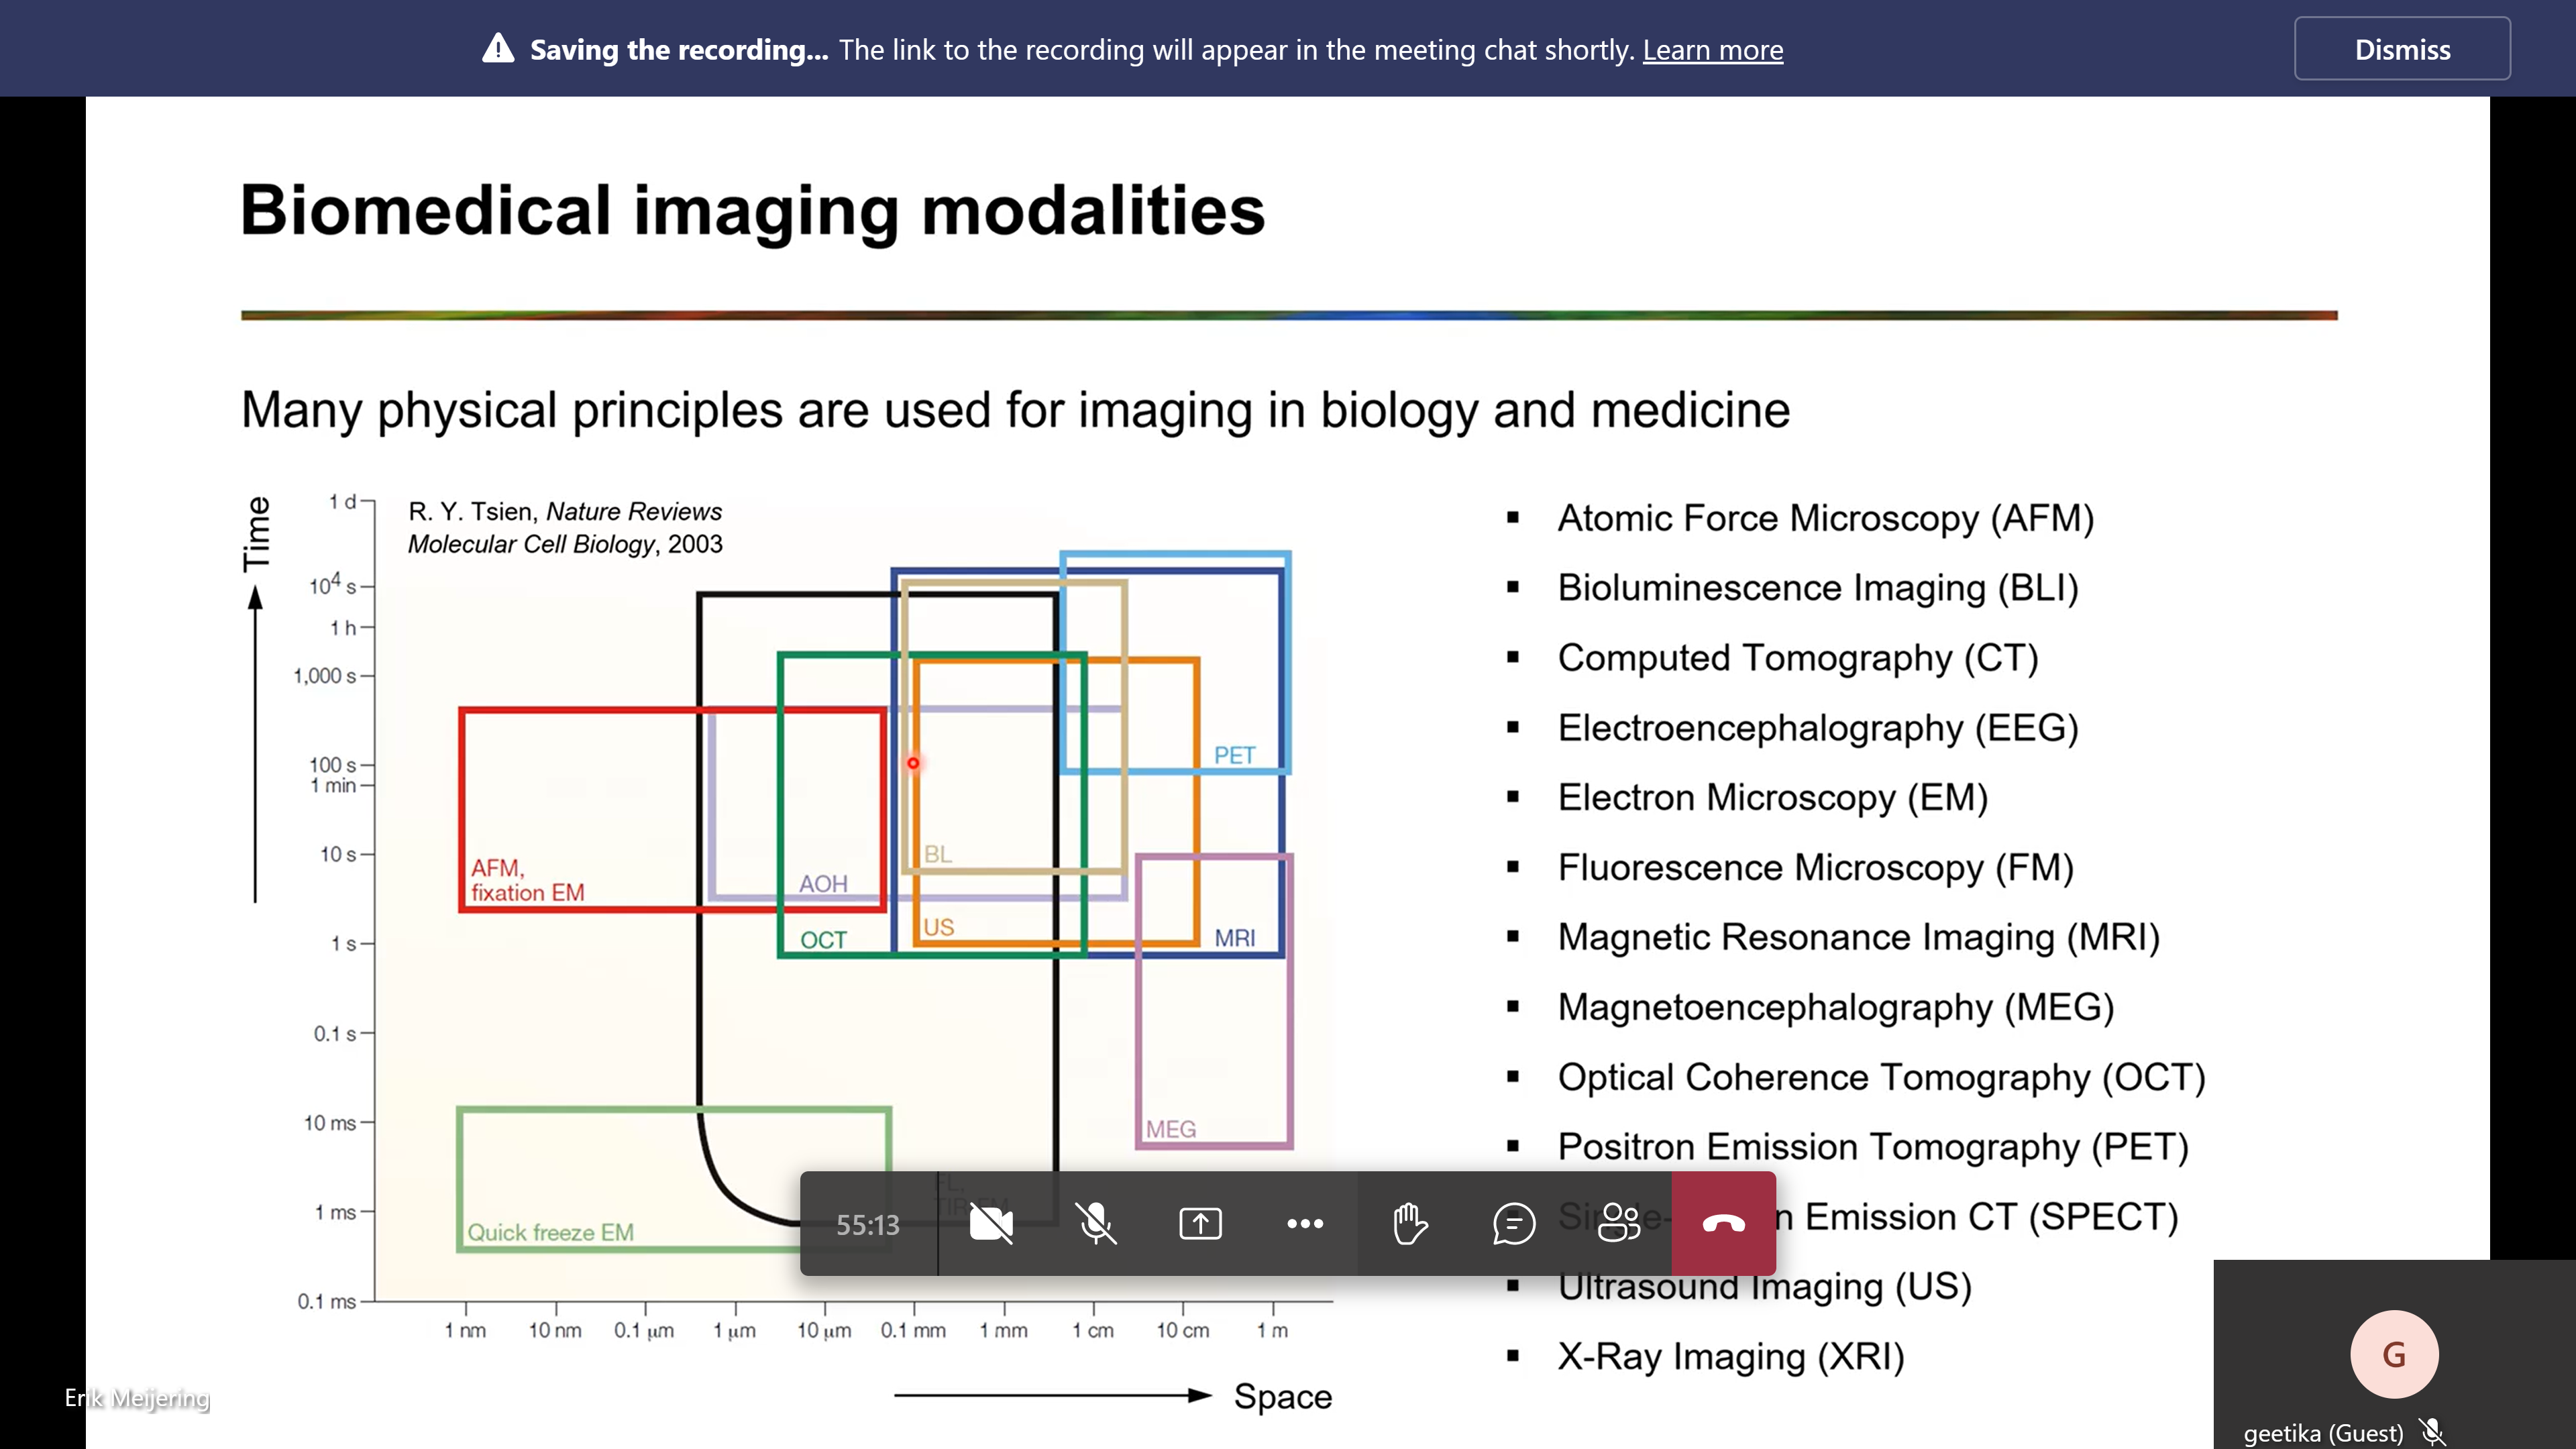 Saving the recording... The link to the recording will appear in the meeting chat shortly. Learn more
Dismiss
Biomedical imaging modalities
Many physical principles are used for imaging in biology and medicine
Time
R. Y. Tsien, Nature Reviews
Molecular Cell Biology, 2003
1 d
10⁴ s
1 h
1,000 s
100 s
1 min
10 s
1 s
0.1 s
10 ms
1 ms
0.1 ms
PET
AFM,
fixation EM
BL
AOH
US
OCT
MRI
MEG
FL,
Quick freeze EM
1 nm
10 nm
0.1 µm
1 µm
10 µm
0.1 mm
1 mm
1 cm
10 cm
1 m
Space
▪ Atomic Force Microscopy (AFM)
▪ Bioluminescence Imaging (BLI)
▪ Computed Tomography (CT)
▪ Electroencephalography (EEG)
▪ Electron Microscopy (EM)
▪ Fluorescence Microscopy (FM)
▪ Magnetic Resonance Imaging (MRI)
▪ Magnetoencephalography (MEG)
▪ Optical Coherence Tomography (OCT)
▪ Positron Emission Tomography (PET)
Emission CT (SPECT)
▪ Ultrasound Imaging (US)
▪ X-Ray Imaging (XRI)
55:13
Erik Meijering
G
geetika (Guest)